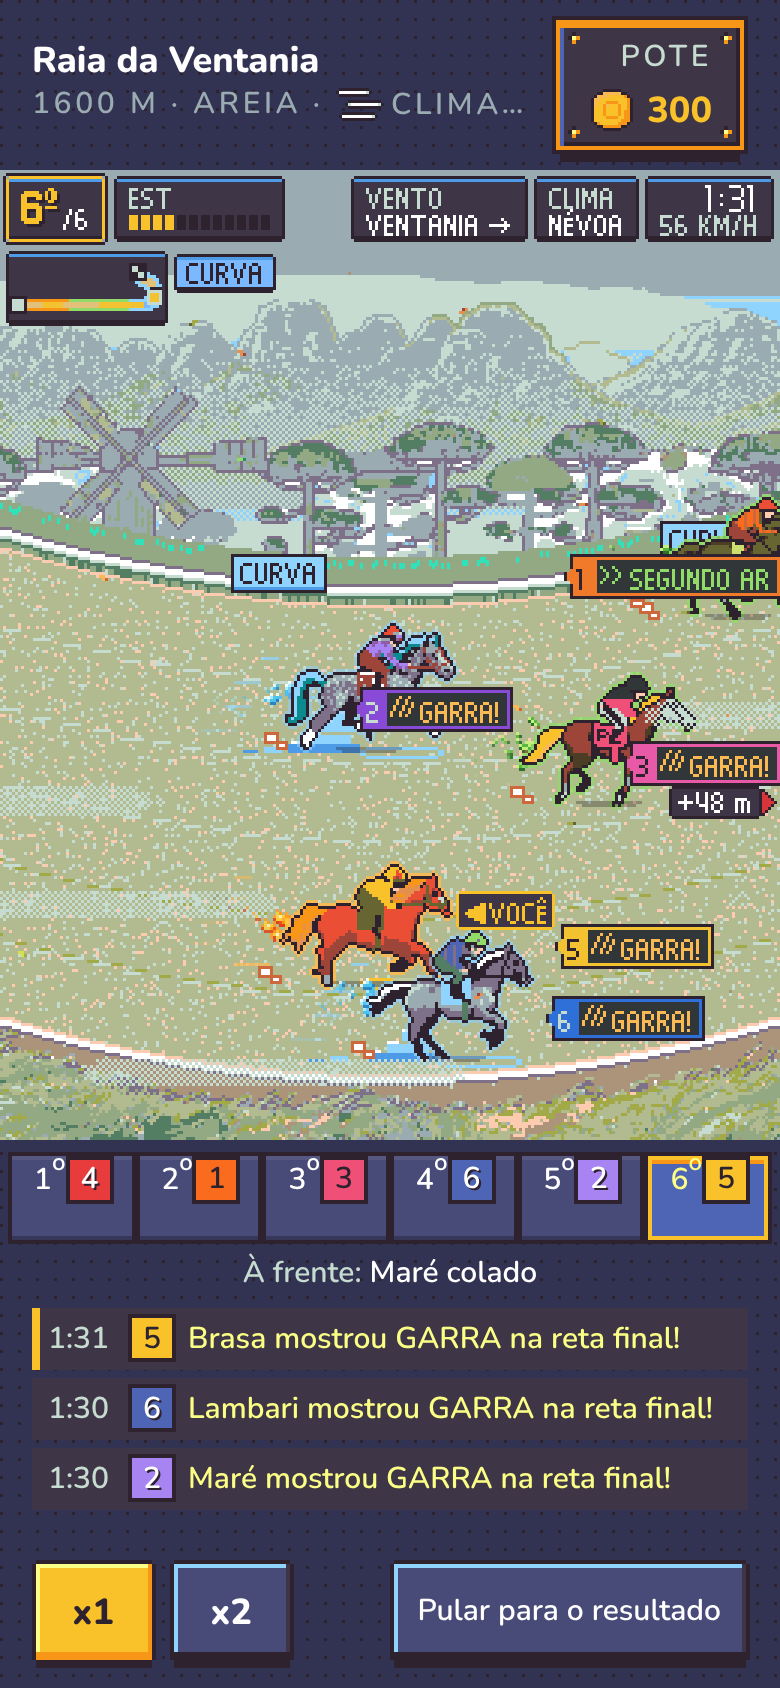 Raia da Ventania
1600 M · AREIA · CLIMA...
POTE
300
6º/6
EST
VENTO
VENTANIA →
CLIMA
NÉVOA
1:31
56 KM/H
CURVA
CURVA
1 >> SEGUNDO AR
2 /// GARRA!
3 /// GARRA!
+48 m
VOCÊ
5 /// GARRA!
6 /// GARRA!
1º 4 2º 1 3º 3 4º 6 5º 2 6º 5
À frente: Maré colado
1:31 5 Brasa mostrou GARRA na reta final!
1:30 6 Lambari mostrou GARRA na reta final!
1:30 2 Maré mostrou GARRA na reta final!
x1 x2 Pular para o resultado